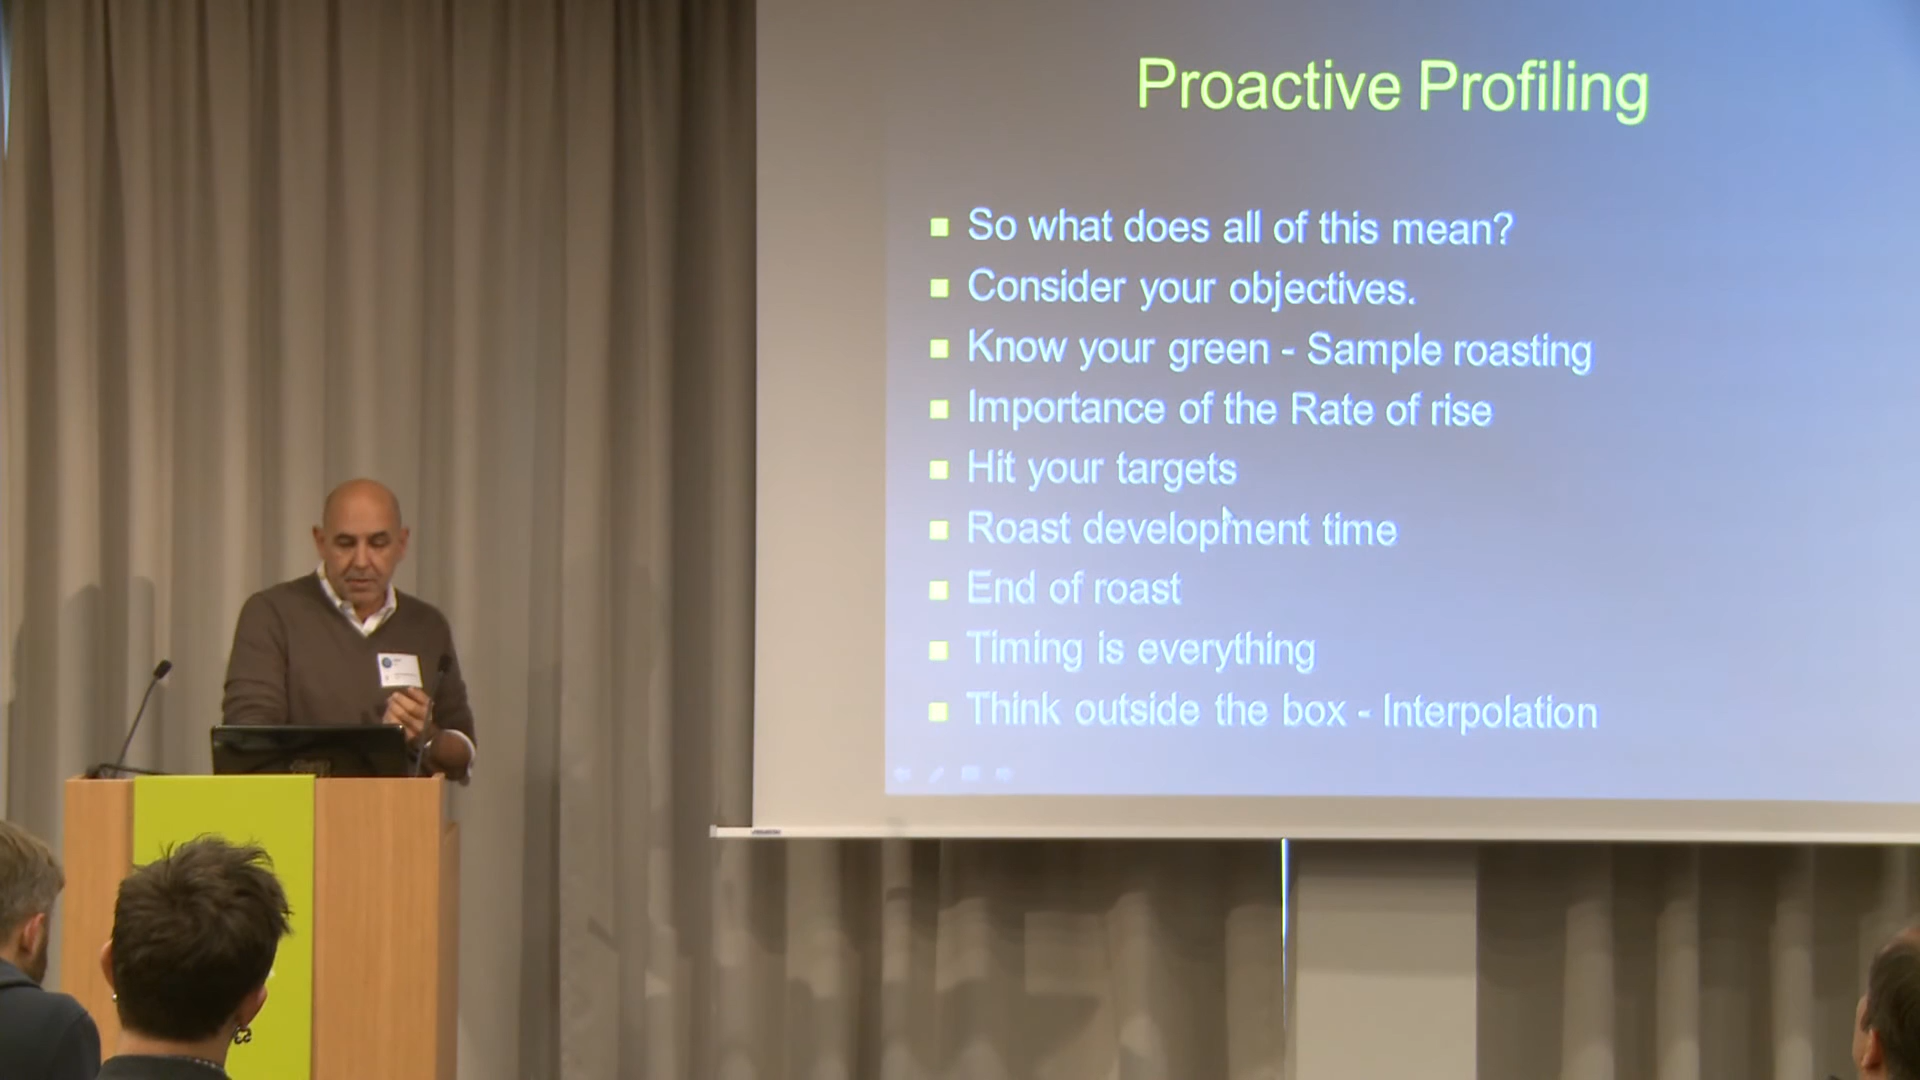 Proactive Profiling
So what does all of this mean?
Consider your objectives.
Know your green - Sample roasting
Importance of the Rate of rise
Hit your targets
Roast development time
End of roast
Timing is everything
Think outside the box - Interpolation